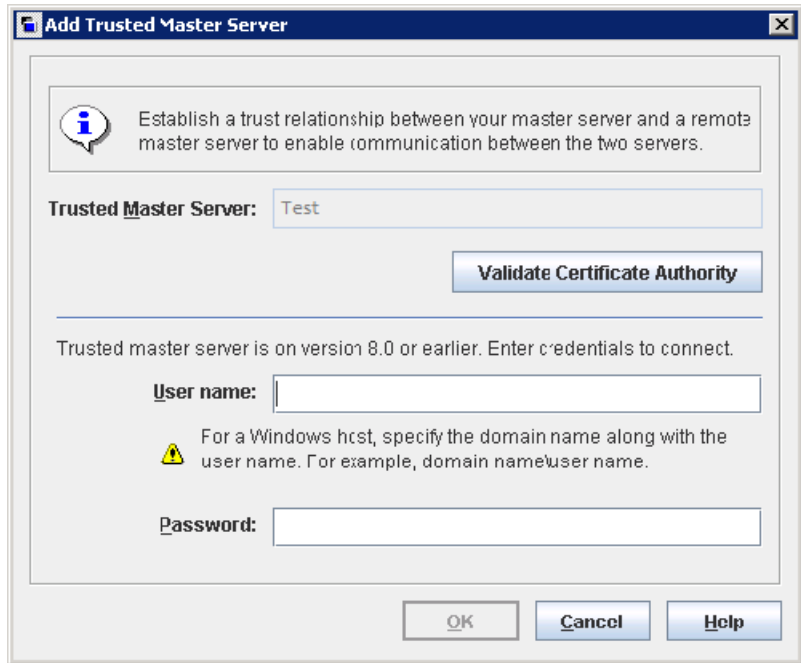 Add Trusted Master Server
Establish a trust relationship between your master server and a remote
master server to enable communication between the two servers.
Trusted Master Server:
Test
Validate Certificate Authority
Trusted master server is on version 8.0 or earlier. Enter credentials to connect.
User name:
For a Windows host, specify the domain name along with the
user name. For example, domain name\user name.
Password:
OK
Cancel
Help